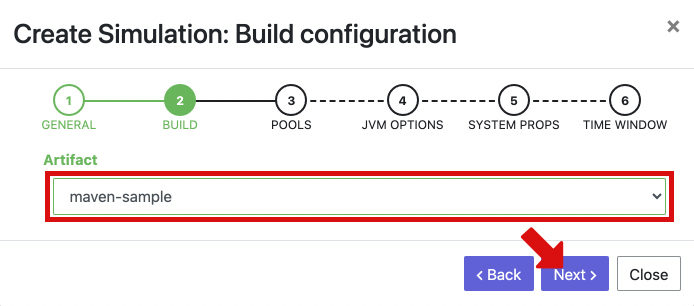 Create Simulation: Build configuration
×
1 2 3 4 5 6
GENERAL BUILD POOLS JVM OPTIONS SYSTEM PROPS TIME WINDOW
Artifact
maven-sample
‹ Back Next › Close